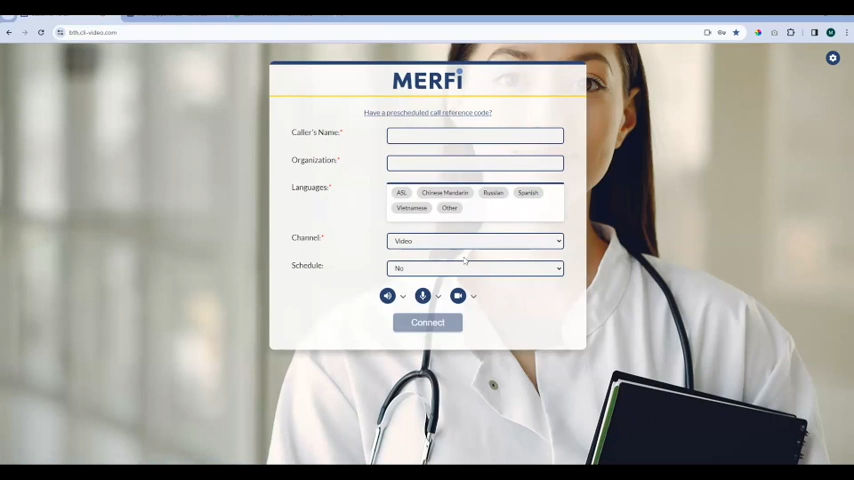 bth.cli-video.com
M
MERFi
Have a prescheduled call reference code?
Caller's Name:*
Organization:*
Languages:*
ASL
Chinese Mandarin
Russian
Spanish
Vietnamese
Other
Channel:*
Video
Schedule:
No
Connect